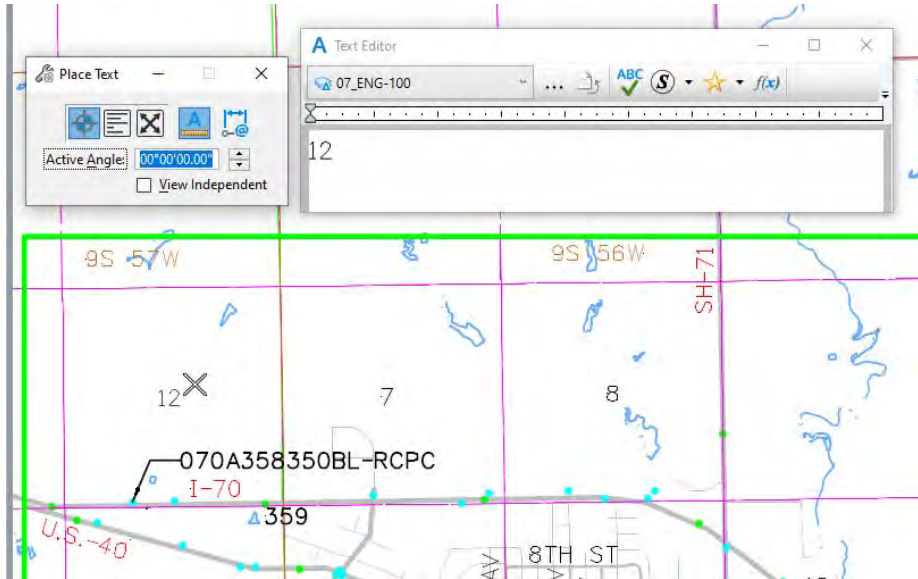 Text Editor
Place Text
07_ENG-100
ABC
S
f(x)
Active Angle: 00°00'00.00"
View Independent
12
9S 57W
9S 56W
SH-71
12
7
8
070A358350BL-RCPC
I-70
359
U.S.-40
8TH ST
AV